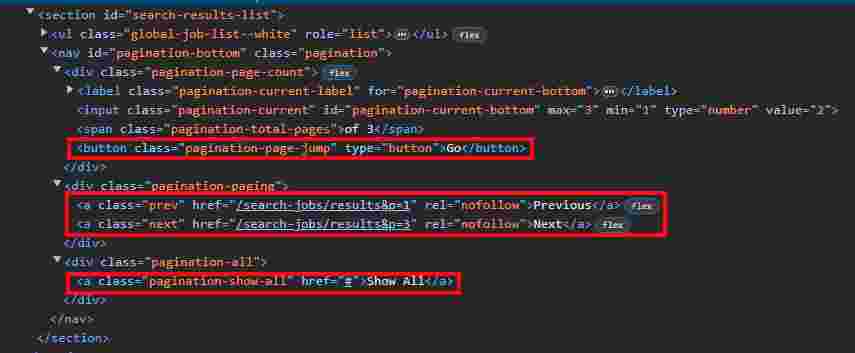 <section id="search-results-list">
<ul class="global-job-list--white" role="list">…</ul> flex
<nav id="pagination-bottom" class="pagination">
<div class="pagination-page-count"> flex
<label class="pagination-current-label" for="pagination-current-bottom">…</label>
<input class="pagination-current" id="pagination-current-bottom" max="3" min="1" type="number" value="2">
<span class="pagination-total-pages">of 3</span>
<button class="pagination-page-jump" type="button">Go</button>
</div>
<div class="pagination-paging">
<a class="prev" href="/search-jobs/results&p=1" rel="nofollow">Previous</a> flex
<a class="next" href="/search-jobs/results&p=3" rel="nofollow">Next</a> flex
</div>
<div class="pagination-all">
<a class="pagination-show-all" href="#">Show All</a>
</div>
</nav>
</section>